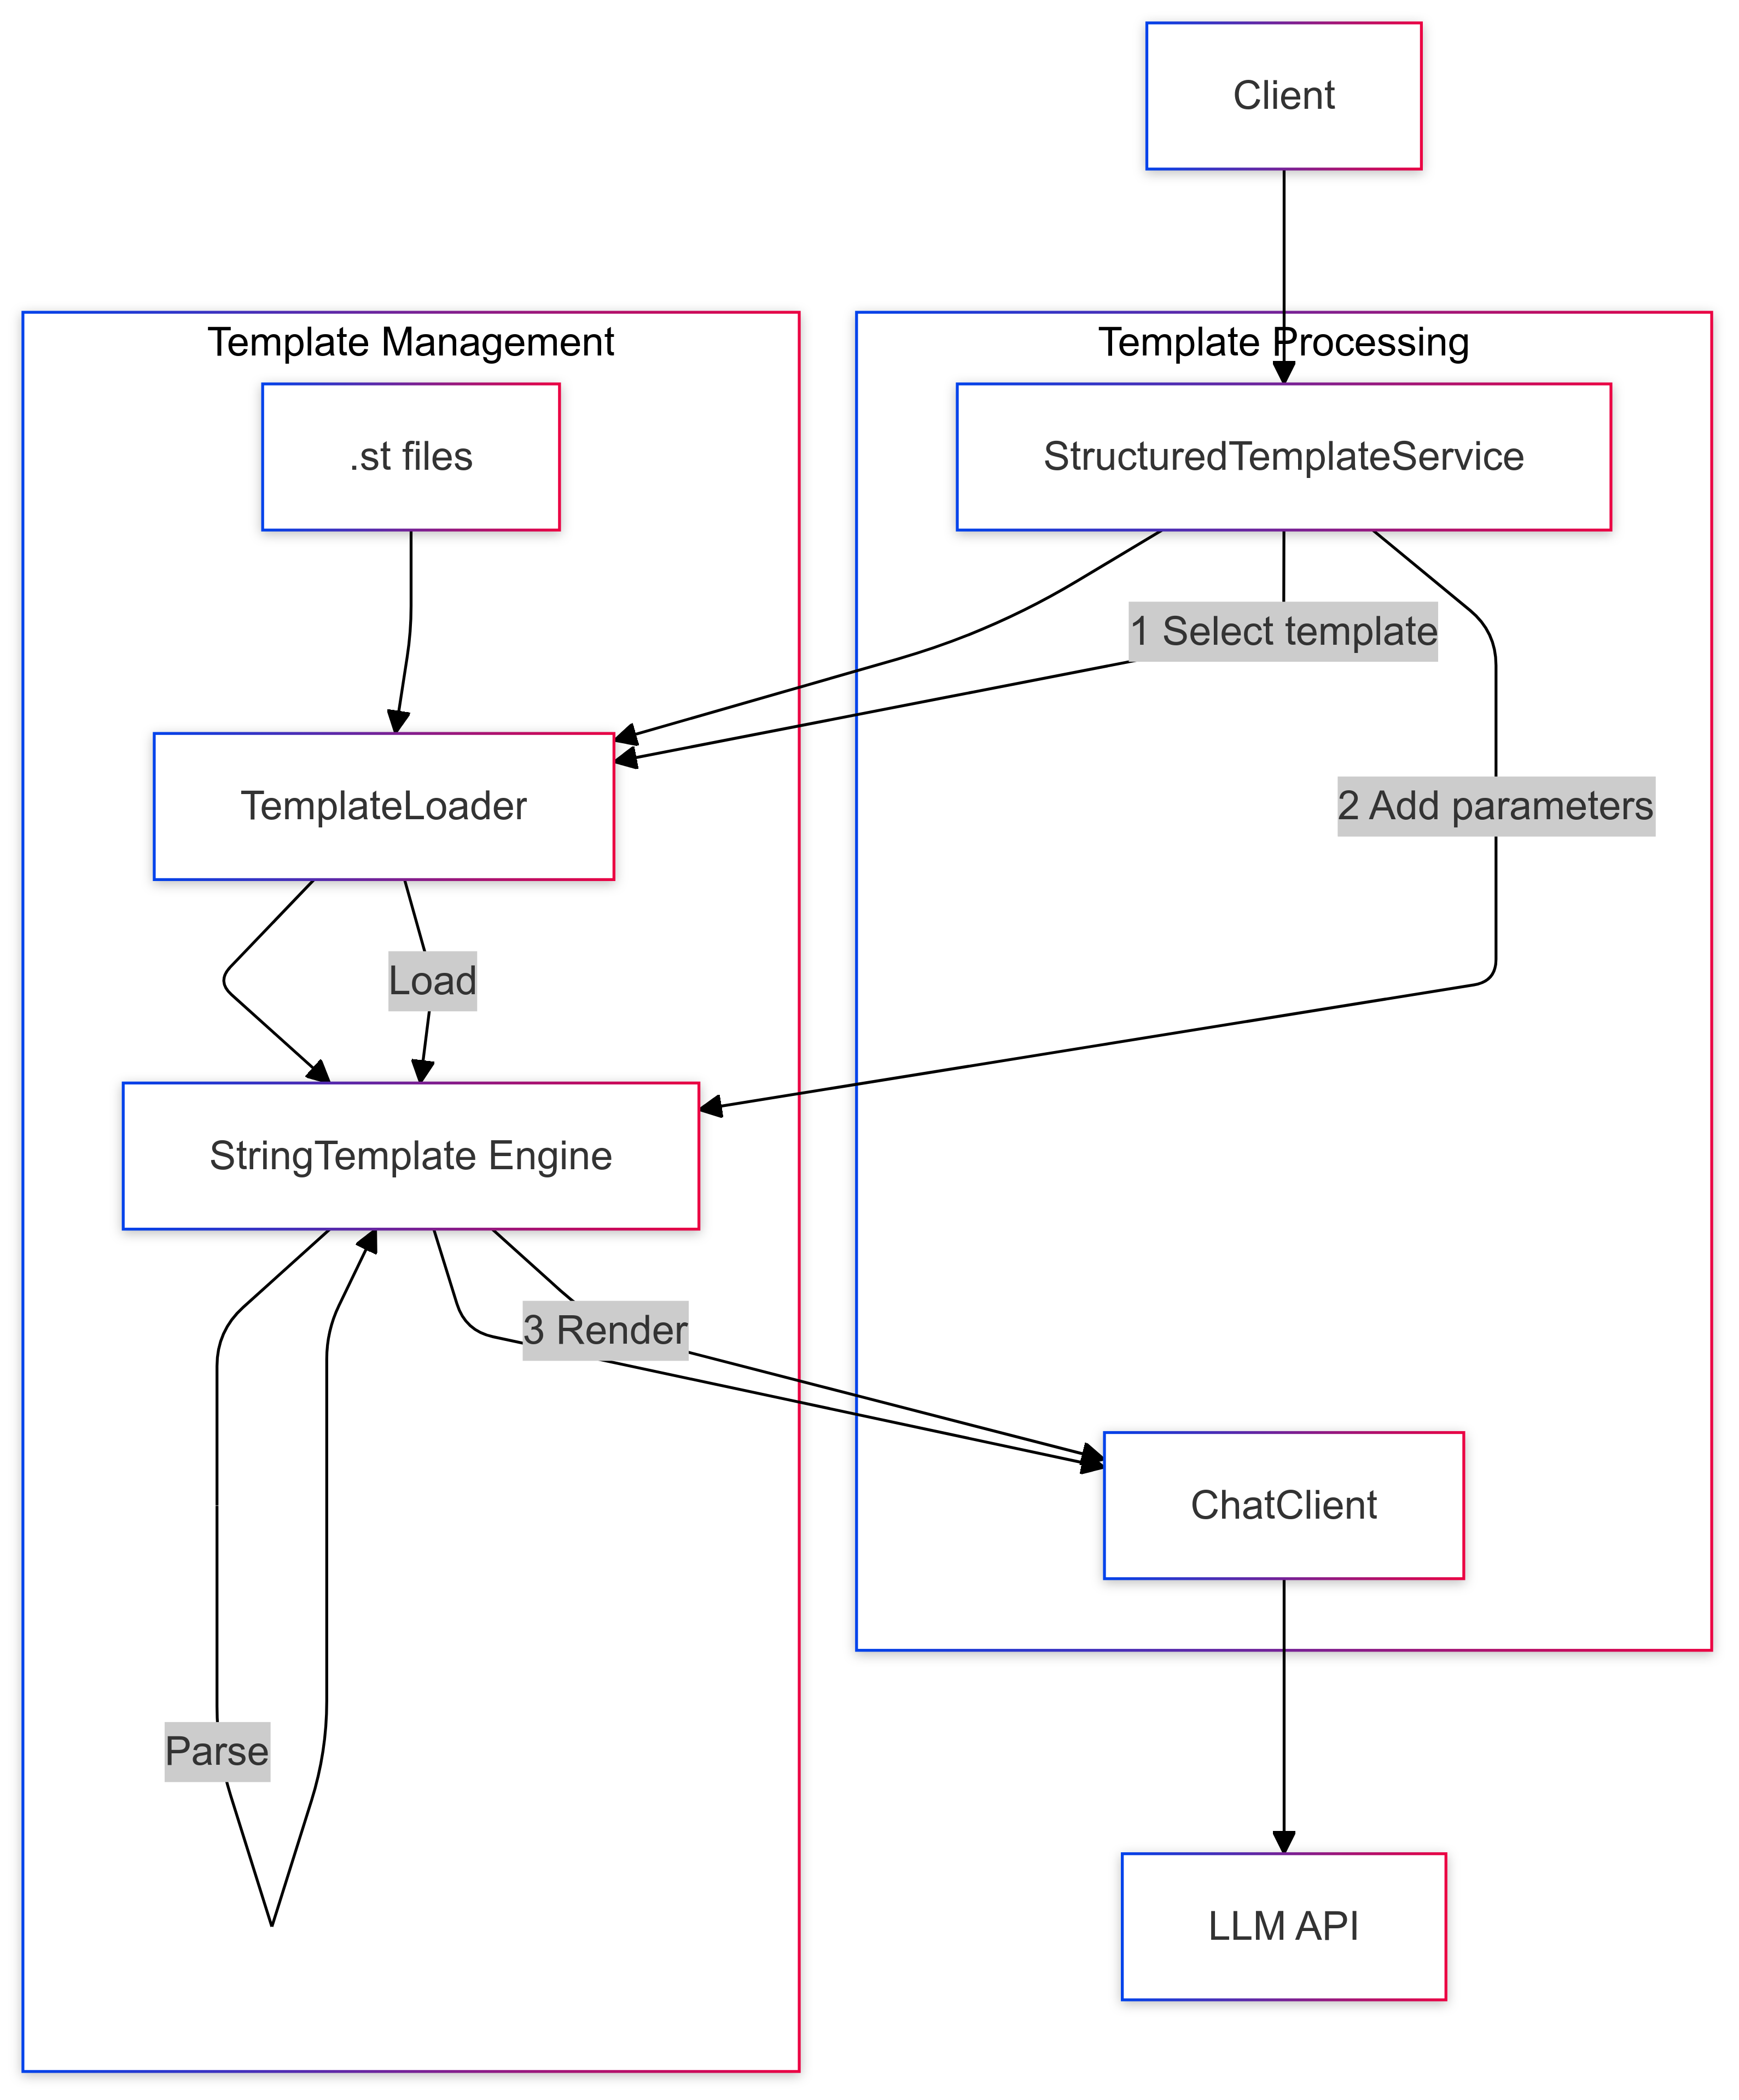 Client
Template Management
Template Processing
.st files
StructuredTemplateService
1 Select template
TemplateLoader
2 Add parameters
Load
StringTemplate Engine
3 Render
ChatClient
Parse
LLM API